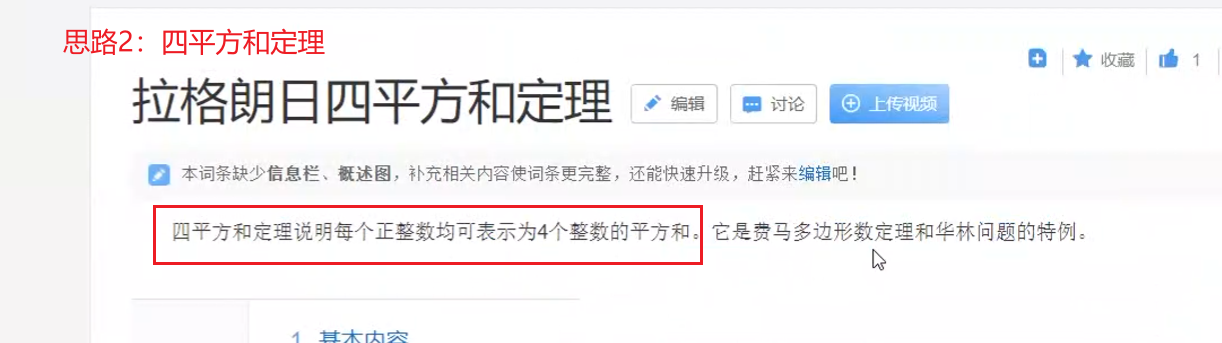 思路2：四平方和定理
收藏
1
拉格朗日四平方和定理
编辑
讨论
上传视频
本词条缺少信息栏、概述图，补充相关内容使词条更完整，还能快速升级，赶紧来编辑吧！
四平方和定理说明每个正整数均可表示为4个整数的平方和。它是费马多边形数定理和华林问题的特例。
1 基本内容